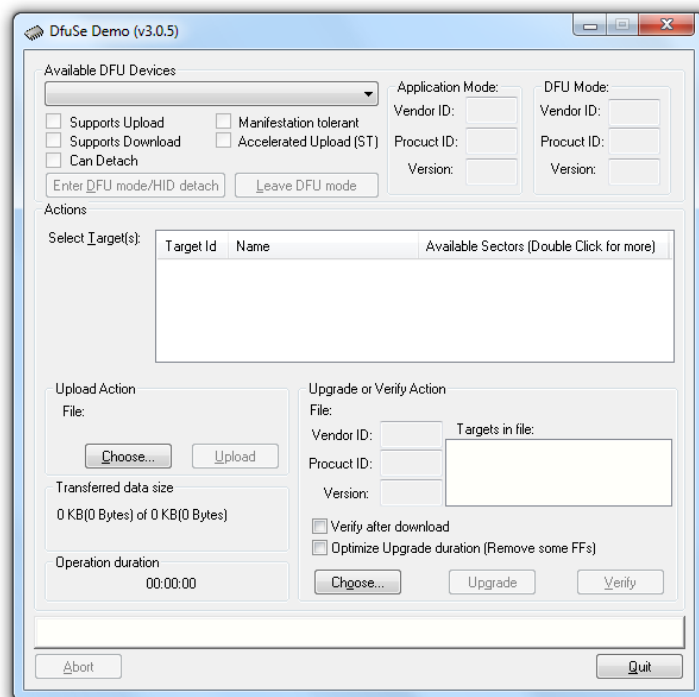 DfuSe Demo (v3.0.5)
Available DFU Devices
Supports Upload
Manifestation tolerant
Supports Download
Accelerated Upload (ST)
Can Detach
Enter DFU mode/HID detach
Leave DFU mode
Application Mode:
Vendor ID:
Procuct ID:
Version:
DFU Mode:
Vendor ID:
Procuct ID:
Version:
Actions
Select Target(s):
Target Id Name Available Sectors (Double Click for more)
Upload Action
File:
Choose... Upload
Transferred data size
0 KB(0 Bytes) of 0 KB(0 Bytes)
Operation duration
00:00:00
Upgrade or Verify Action
File:
Vendor ID:
Procuct ID:
Version:
Targets in file:
Verify after download
Optimize Upgrade duration (Remove some FFs)
Choose... Upgrade Verify
Abort Quit